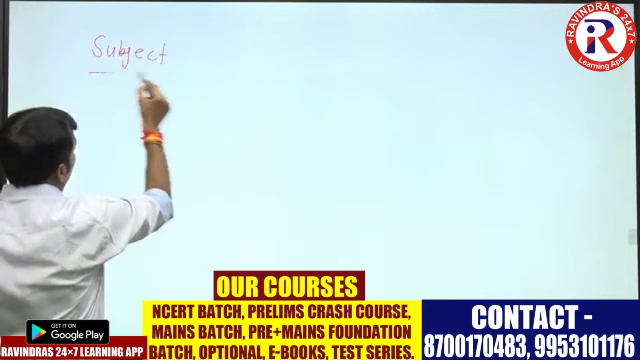 RAVINDRA'S 24x7
iR
Learning App
Subject
OUR COURSES
NCERT BATCH, PRELIMS CRASH COURSE,
MAINS BATCH, PRE+MAINS FOUNDATION
BATCH, OPTIONAL, E-BOOKS, TEST SERIES.
CONTACT -
8700170483, 9953101176
GET IT ON
Google Play
RAVINDRAS 24×7 LEARNING APP